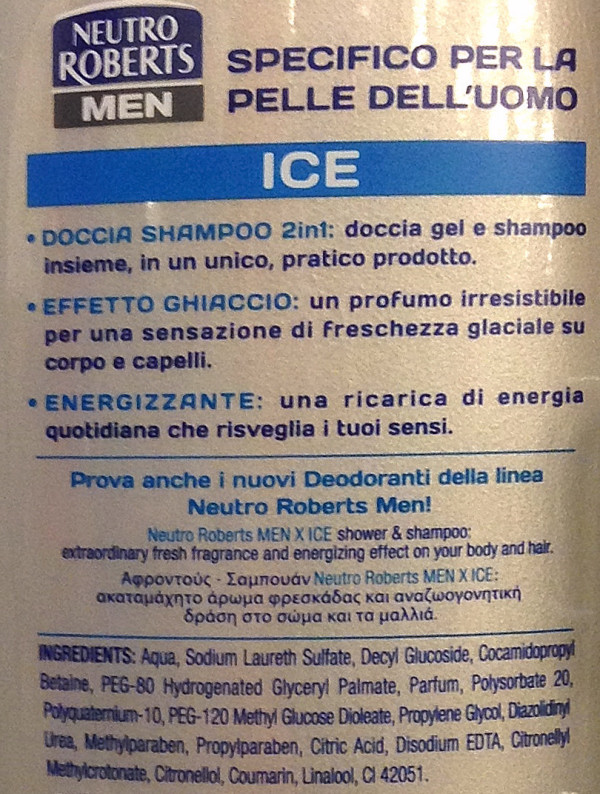 NEUTRO
ROBERTS
MEN
SPECIFICO PER LA
PELLE DELL'UOMO
ICE
• DOCCIA SHAMPOO 2in1: doccia gel e shampoo
insieme, in un unico, pratico prodotto.
• EFFETTO GHIACCIO: un profumo irresistibile
per una sensazione di freschezza glaciale su
corpo e capelli.
• ENERGIZZANTE: una ricarica di energia
quotidiana che risveglia i tuoi sensi.
Prova anche i nuovi Deodoranti della linea
Neutro Roberts Men!
Neutro Roberts MEN X ICE shower & shampoo:
extraordinary fresh fragrance and energizing effect on your body and hair.
Αφροντούς - Σαμπουάν Neutro Roberts MEN X ICE:
ακαταμάχητο άρωμα φρεσκάδας και αναζωογονητική
δράση στο σώμα και τα μαλλιά.
INGREDIENTS: Aqua, Sodium Laureth Sulfate, Decyl Glucoside, Cocamidopropyl
Betaine, PEG-80 Hydrogenated Glyceryl Palmate, Parfum, Polysorbate 20,
Polyquaternium-10, PEG-120 Methyl Glucose Dioleate, Propylene Glycol, Diazolidinyl
Urea, Methylparaben, Propylparaben, Citric Acid, Disodium EDTA, Citronellyl
Methylcrotonate, Citronellol, Coumarin, Linalool, CI 42051.